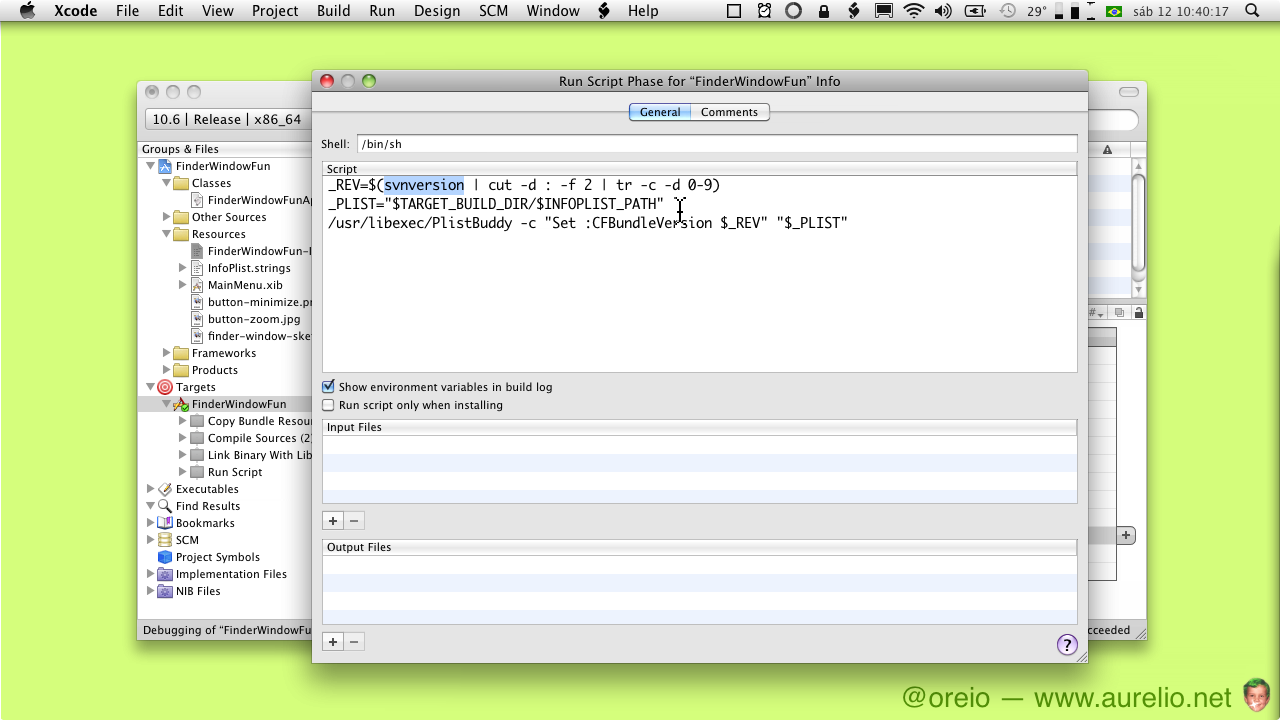 Xcode File Edit View Project Build Run Design SCM Window Help 29° sáb 12 10:40:17
Run Script Phase for “FinderWindowFun” Info
10.6 | Release | x86_64
General Comments
Groups & Files
Shell: /bin/sh
Script
_REV=$(svnversion | cut -d : -f 2 | tr -c -d 0-9)
_PLIST="$TARGET_BUILD_DIR/$INFOPLIST_PATH"
/usr/libexec/PlistBuddy -c "Set :CFBundleVersion $_REV" "$_PLIST"
FinderWindowFun
Classes
FinderWindowFunAp
Other Sources
Resources
FinderWindowFun-I
InfoPlist.strings
MainMenu.xib
button-minimize.pr
button-zoom.jpg
finder-window-ske
Frameworks
Products
Targets
FinderWindowFun
Copy Bundle Resou
Compile Sources (2)
Link Binary With Lib
Run Script
Executables
Find Results
Bookmarks
SCM
Project Symbols
Implementation Files
NIB Files
Show environment variables in build log
Run script only when installing
Input Files
+ −
Output Files
+ −
?
#
+
Debugging of “FinderWindowFu
cceeded
@oreio — www.aurelio.net